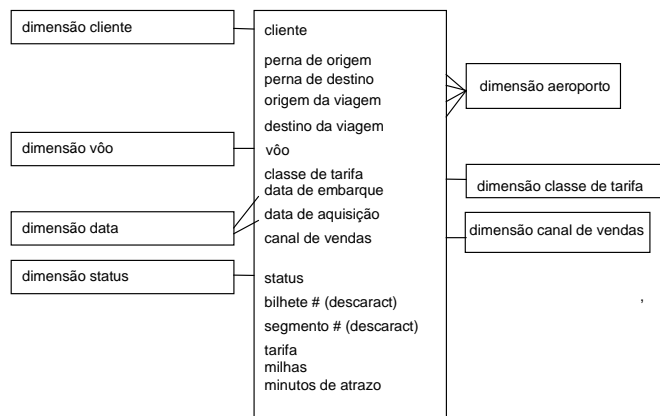 dimensão cliente
dimensão vôo
dimensão data
dimensão status
cliente
perna de origem
perna de destino
origem da viagem
destino da viagem
vôo
classe de tarifa
data de embarque
data de aquisição
canal de vendas
status
bilhete # (descaract)
segmento # (descaract)
tarifa
milhas
minutos de atrazo
dimensão aeroporto
dimensão classe de tarifa
dimensão canal de vendas
,